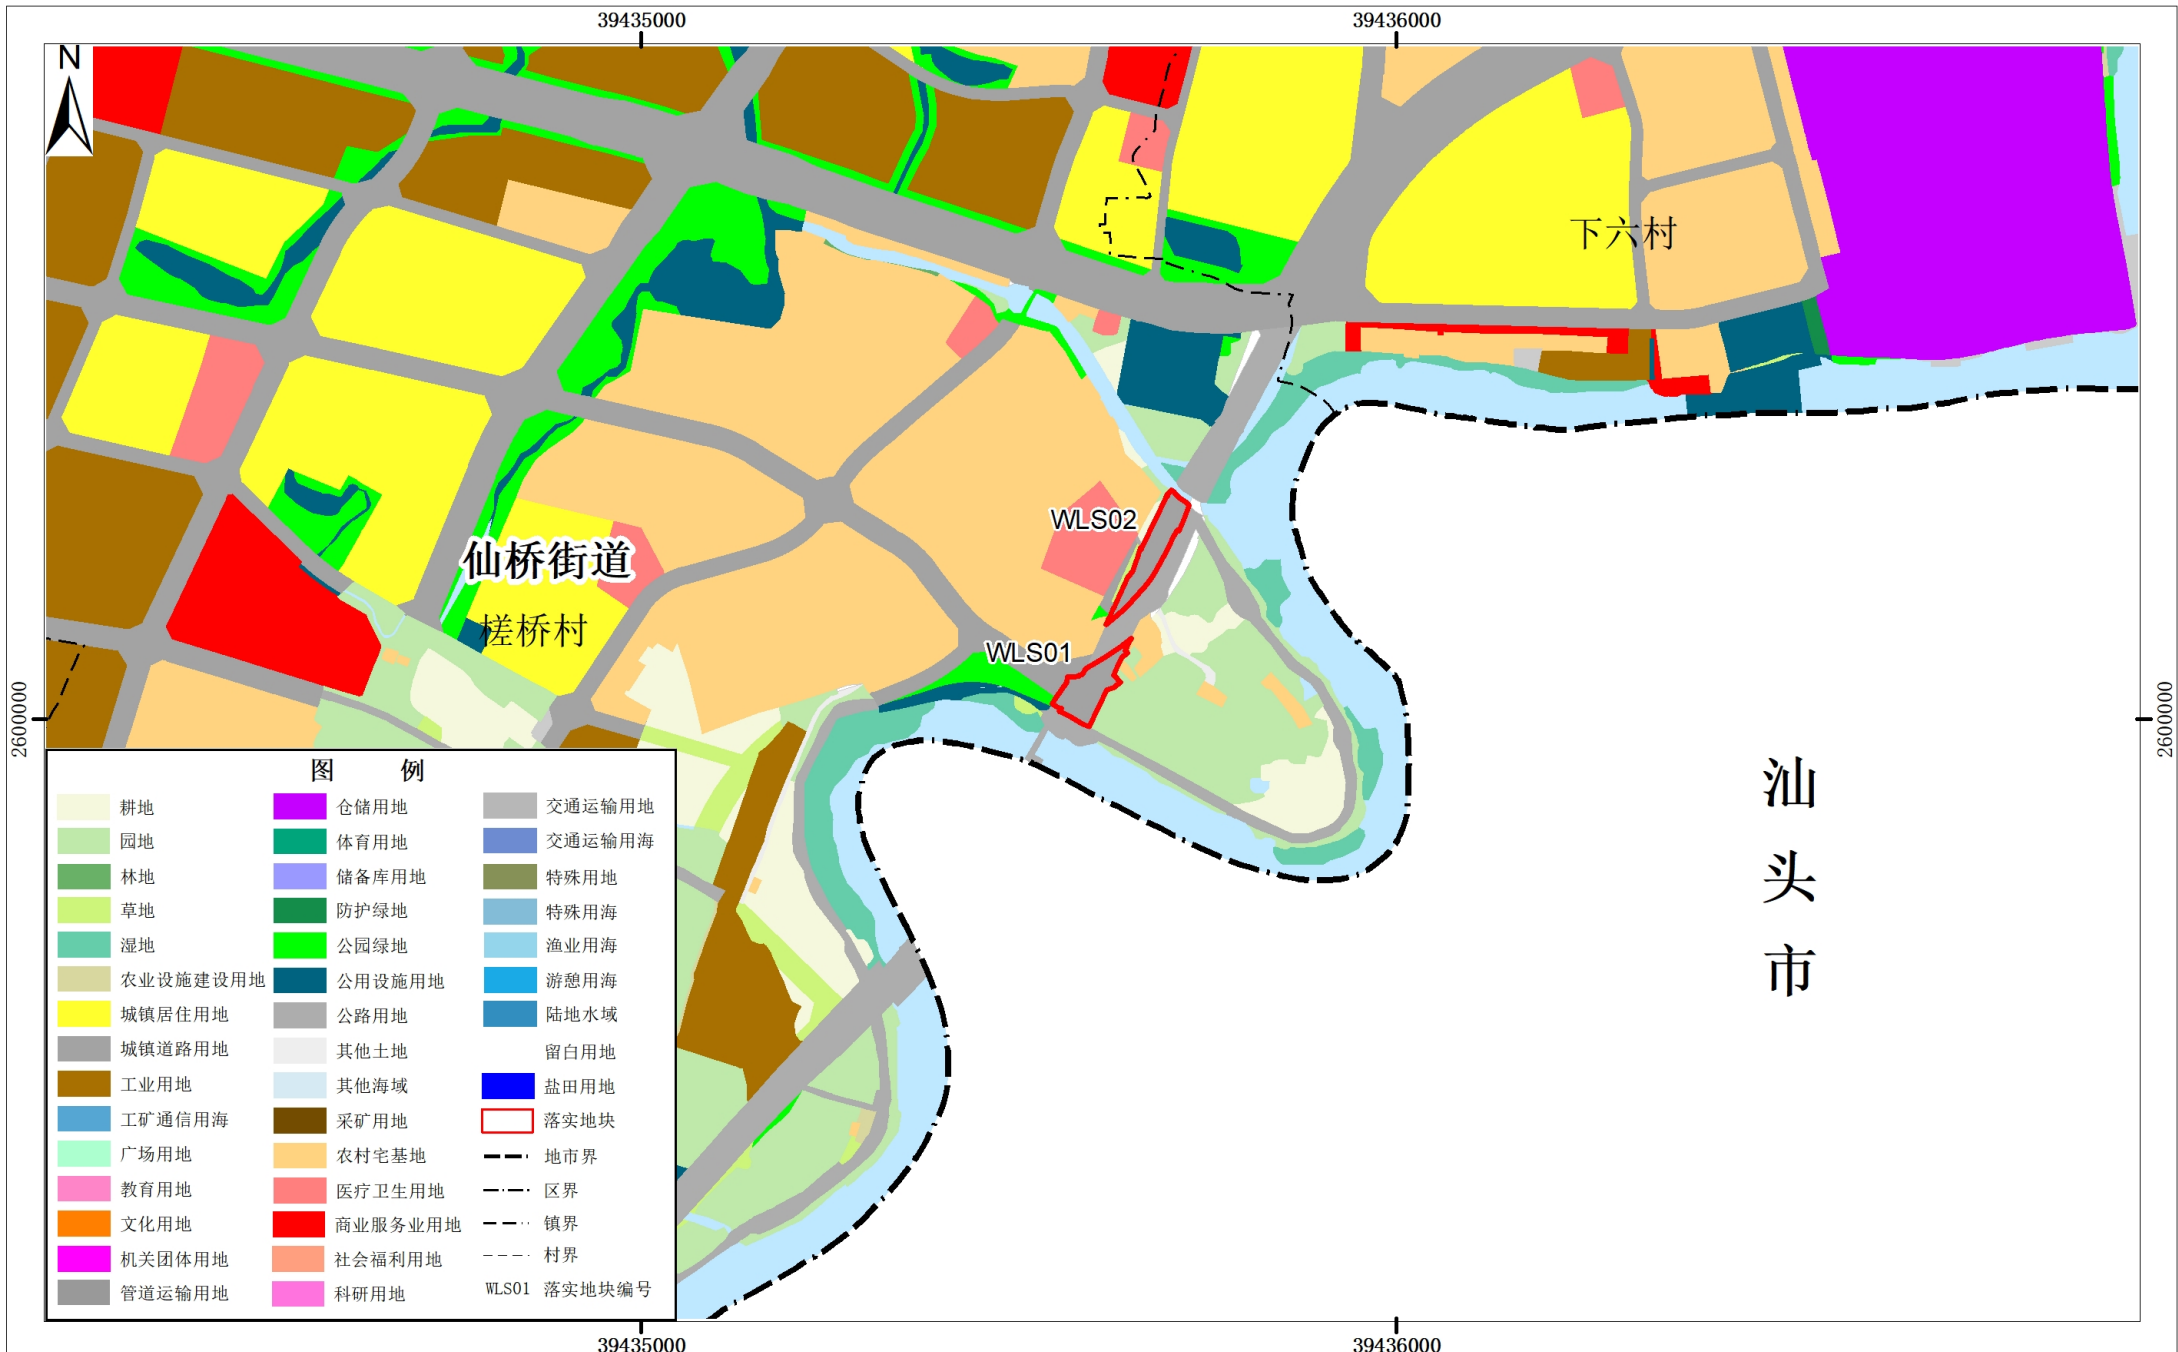 39435000
39436000
N
下六村
WLS02
仙桥街道
槎桥村
WLS01
2600000
2600000
汕
头
市
图 例
耕地
园地
林地
草地
湿地
农业设施建设用地
城镇居住用地
城镇道路用地
工业用地
工矿通信用海
广场用地
教育用地
文化用地
机关团体用地
管道运输用地
仓储用地
体育用地
储备库用地
防护绿地
公园绿地
公用设施用地
公路用地
其他土地
其他海域
采矿用地
农村宅基地
医疗卫生用地
商业服务业用地
社会福利用地
科研用地
交通运输用地
交通运输用海
特殊用地
特殊用海
渔业用海
游憩用海
陆地水域
留白用地
盐田用地
落实地块
地市界
区界
镇界
村界
WLS01 落实地块编号
39435000
39436000